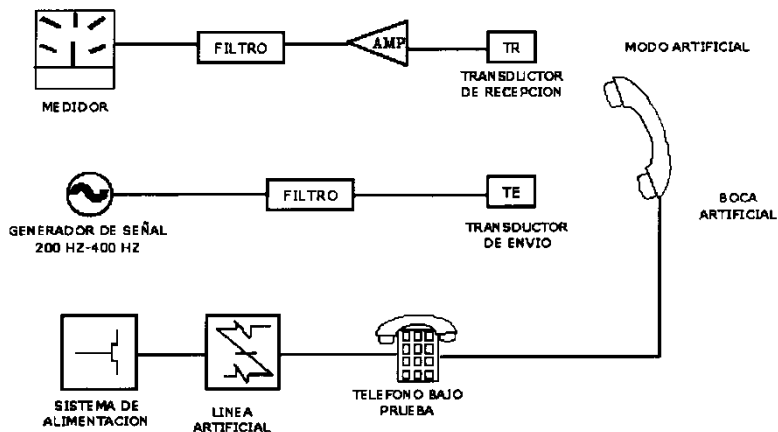 FILTRO
AMP
TR
MODO ARTIFICIAL
MEDIDOR
TRANSDUCTOR
DE RECEPCION
FILTRO
TE
BOCA
ARTIFICIAL
GENERADOR DE SEÑAL
200 HZ-400 HZ
TRANSDUCTOR
DE ENVIO
SISTEMA DE
ALIMENTACION
LINEA
ARTIFICIAL
TELEFONO BAJO
PRUEBA